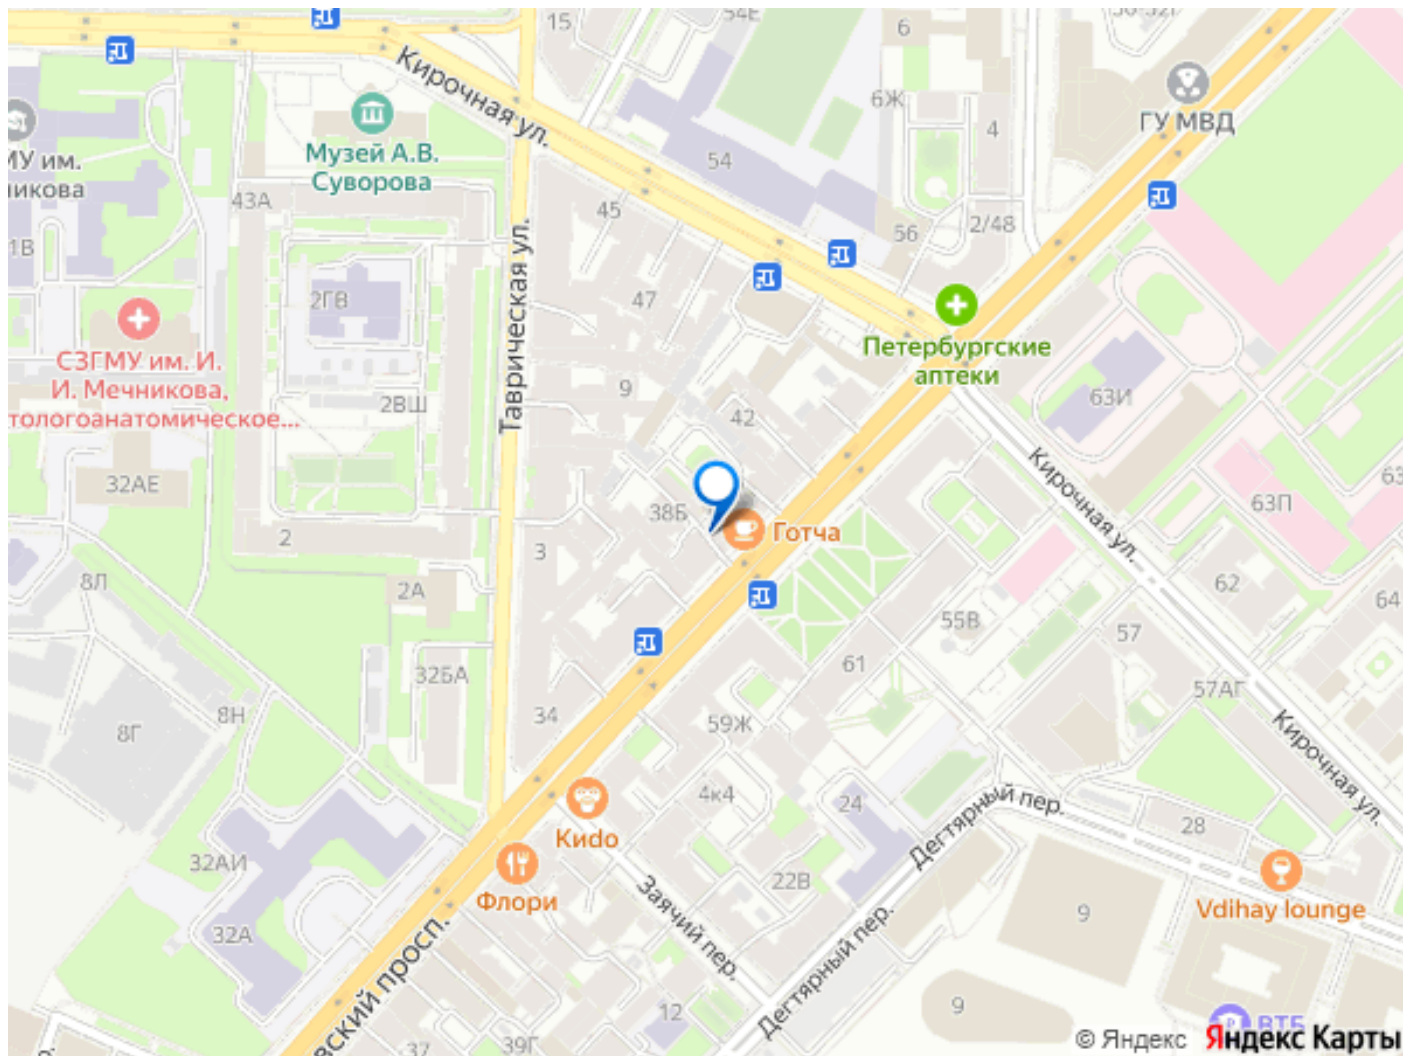 15
54Е
6
Кирочная ул.
6Ж
4
ГУ МВД
Музей А.В.
Суворова
МУ им.
никова
54
43А
45
56
2/48
1В
Таврическая ул.
2ГВ
47
СЗГМУ им. И.
И. Мечникова,
тологоанатомическое...
Петербургские
аптеки
9
2ВШ
42
63И
Кирочная ул.
32АЕ
38Б
63П
63
Готча
2
3
8Л
2А
62
64
55В
57
61
32БА
57АГ
8Н
34
59Ж
8Г
Кирочная ул.
4к4
24
Дегтярный пер.
28
Кидо
32АИ
Флори
Заячий пер.
22В
Vdihay lounge
9
32А
вский просп.
Дегтярный пер.
9
12
ВТБ
37
39Г
© Яндекс Яндекс Карты